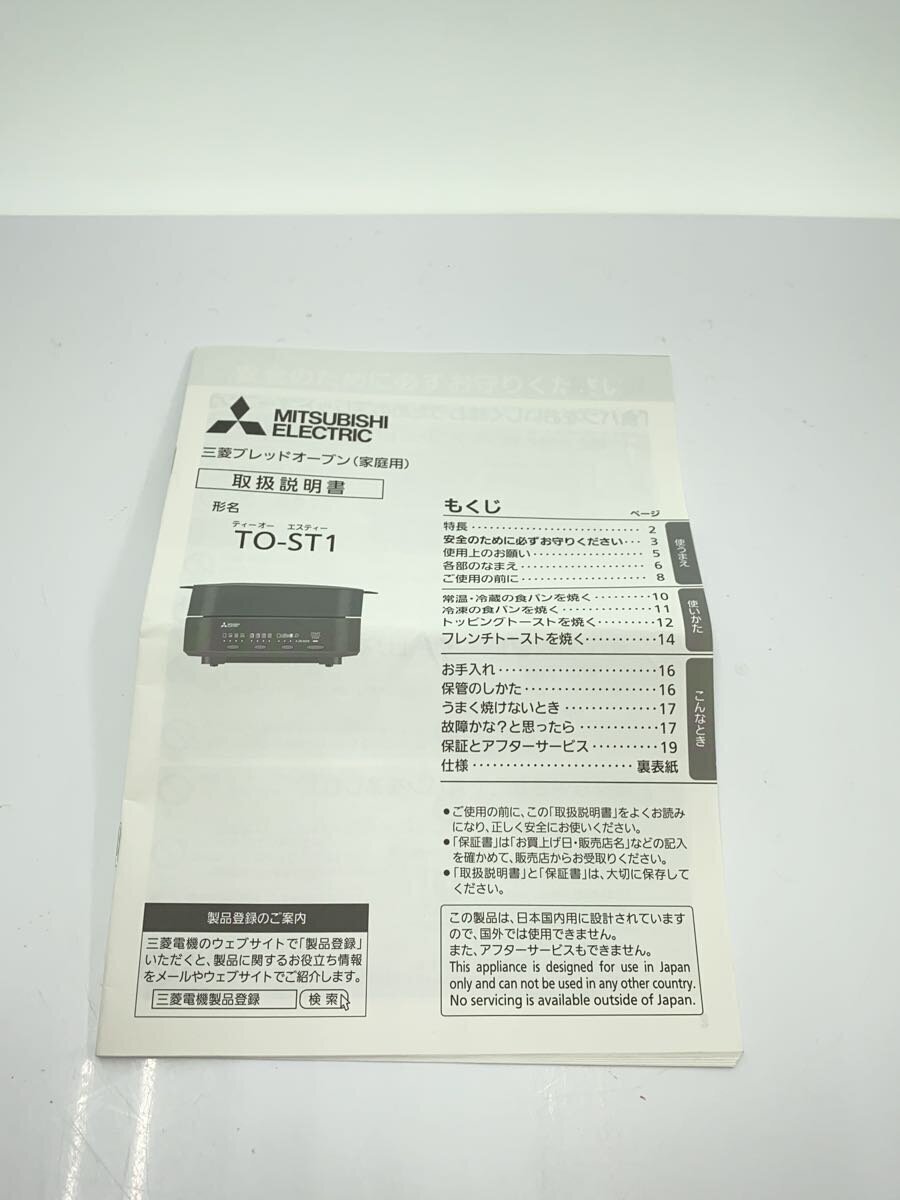 MITSUBISHI
ELECTRIC
三菱ブレッドオーブン(家庭用)
取扱説明書
形名
ティーオー エスティー
TO-ST1
もくじ
ページ
特長 2
安全のために必ずお守りください 3
使用上のお願い 5
各部のなまえ 6
ご使用の前に 8
使うまえ
常温・冷蔵の食パンを焼く 10
冷凍の食パンを焼く 11
トッピングトーストを焼く 12
フレンチトーストを焼く 14
使いかた
お手入れ 16
保管のしかた 16
うまく焼けないとき 17
故障かな?と思ったら 17
保証とアフターサービス 19
仕様 裏表紙
こんなとき
●ご使用の前に、この「取扱説明書」をよくお読み
になり、正しく安全にお使いください。
●「保証書」は「お買上げ日・販売店名」などの記入
を確かめて、販売店からお受取りください。
●「取扱説明書」と「保証書」は、大切に保存して
ください。
製品登録のご案内
三菱電機のウェブサイトで「製品登録」
いただくと、製品に関するお役立ち情報
をメールやウェブサイトでご紹介します。
三菱電機製品登録 検索
この製品は、日本国内用に設計されています
ので、国外では使用できません。
また、アフターサービスもできません。
This appliance is designed for use in Japan
only and can not be used in any other country.
No servicing is available outside of Japan.